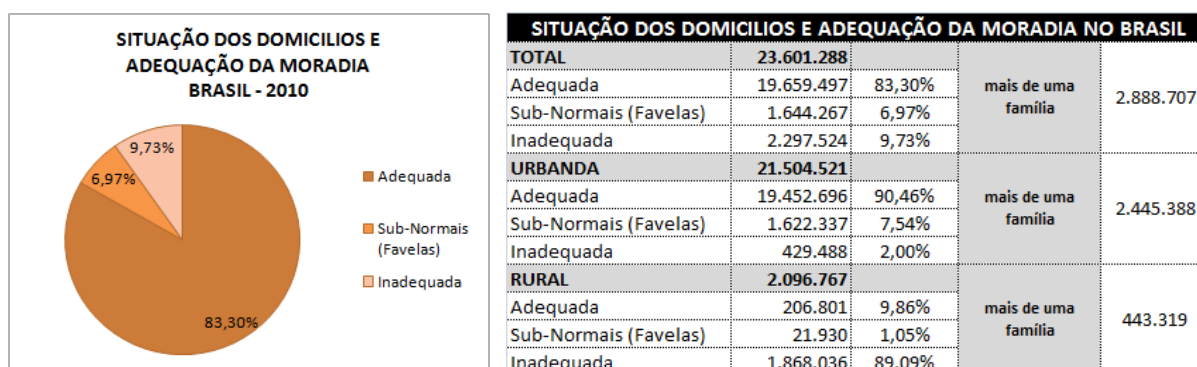 SITUAÇÃO DOS DOMICILIOS E
ADEQUAÇÃO DA MORADIA
BRASIL - 2010
9,73%
6,97%
83,30%
Adequada
Sub-Normais
(Favelas)
Inadequada
SITUAÇÃO DOS DOMICILIOS E ADEQUAÇÃO DA MORADIA NO BRASIL
TOTAL 23.601.288
Adequada 19.659.497 83,30%
Sub-Normais (Favelas) 1.644.267 6,97%
Inadequada 2.297.524 9,73%
mais de uma
família
2.888.707
URBANDA 21.504.521
Adequada 19.452.696 90,46%
Sub-Normais (Favelas) 1.622.337 7,54%
Inadequada 429.488 2,00%
mais de uma
família
2.445.388
RURAL 2.096.767
Adequada 206.801 9,86%
Sub-Normais (Favelas) 21.930 1,05%
Inadequada 1.868.036 89,09%
mais de uma
família
443.319